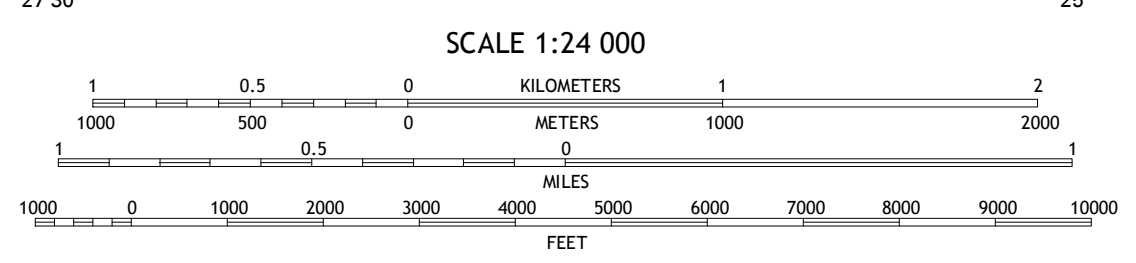 27'30" 25'
SCALE 1:24 000
1 0.5 0 KILOMETERS 1 2
1000 500 0 METERS 1000 2000
1 0.5 0 1
MILES
1000 0 1000 2000 3000 4000 5000 6000 7000 8000 9000 10000
FEET